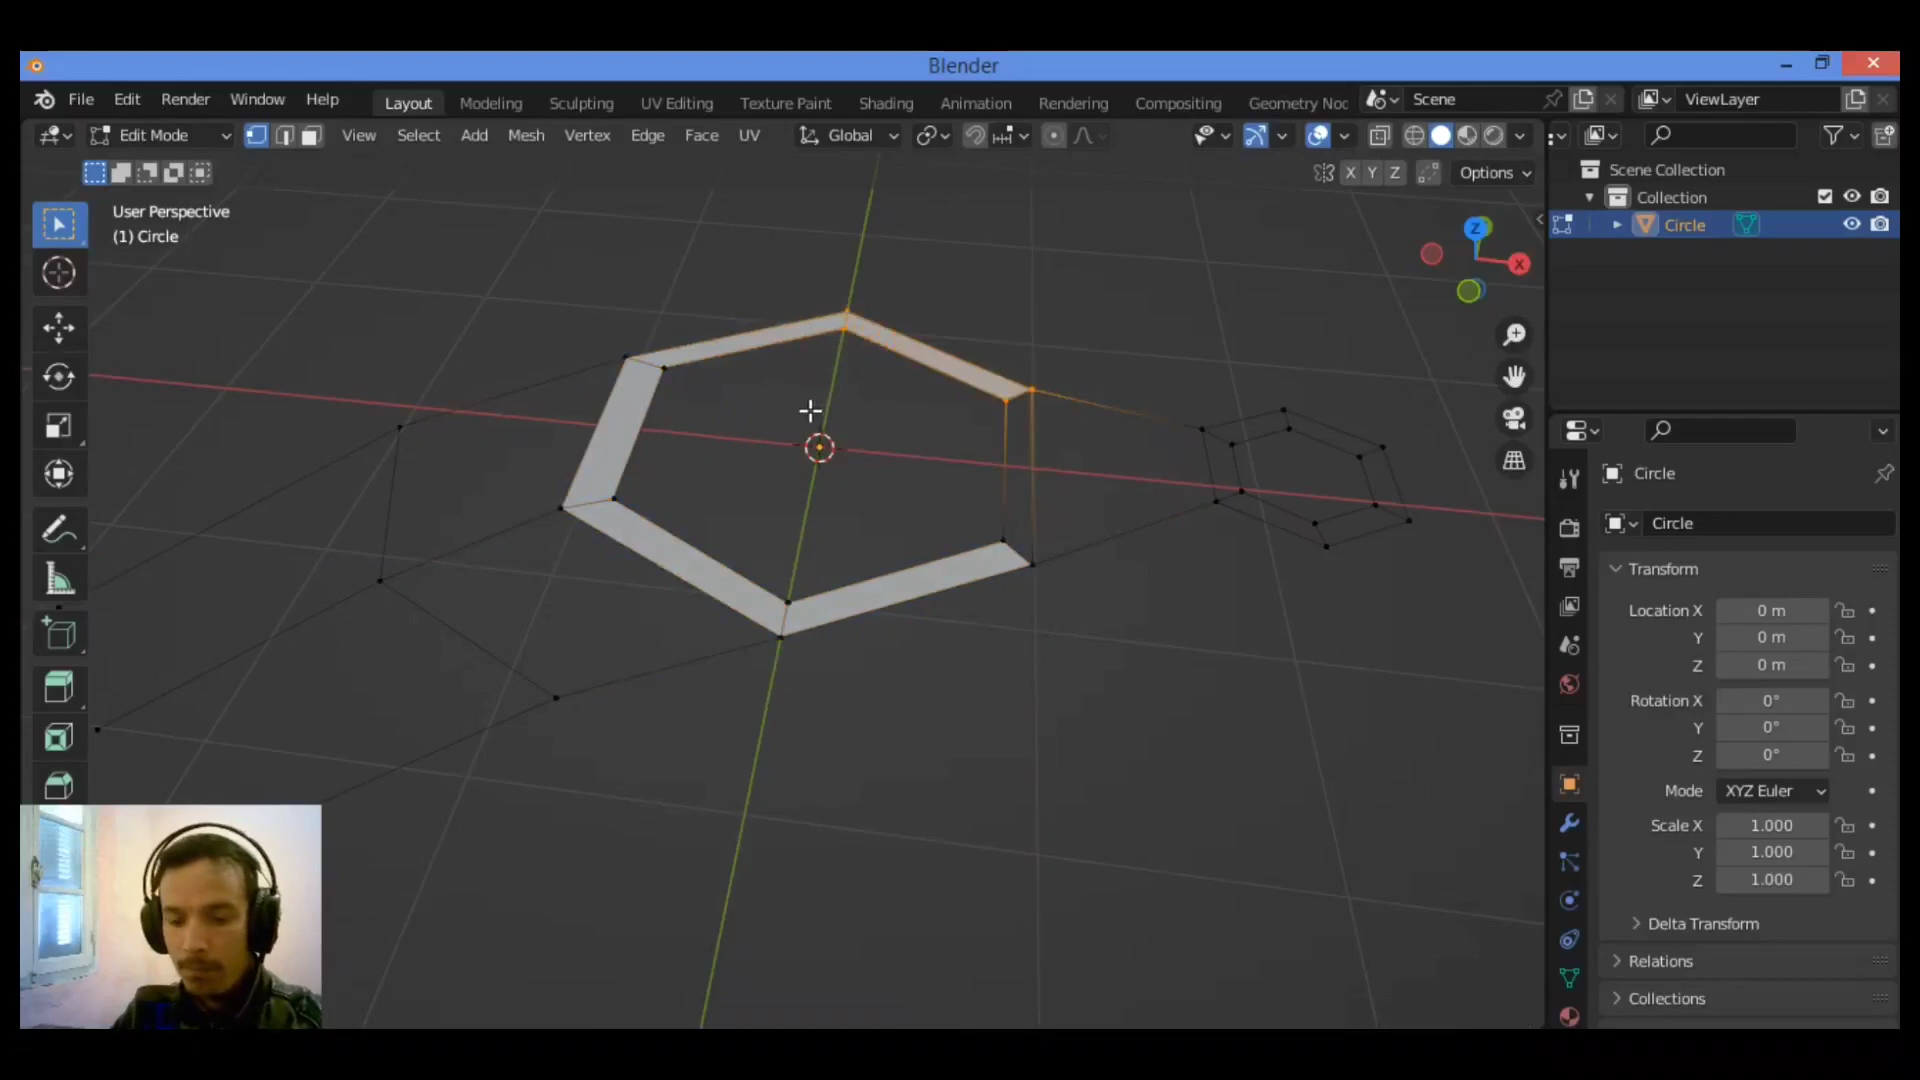 Blender
File Edit Render Window Help Layout Modeling Sculpting UV Editing Texture Paint Shading Animation Rendering Compositing Geometry Noc Scene ViewLayer
Edit Mode View Select Add Mesh Vertex Edge Face UV Global
X Y Z Options
User Perspective
(1) Circle
Z
X
Scene Collection
Collection
Circle
Circle
Circle
Transform
Location X 0 m
Y 0 m
Z 0 m
Rotation X 0°
Y 0°
Z 0°
Mode XYZ Euler
Scale X 1.000
Y 1.000
Z 1.000
Delta Transform
Relations
Collections